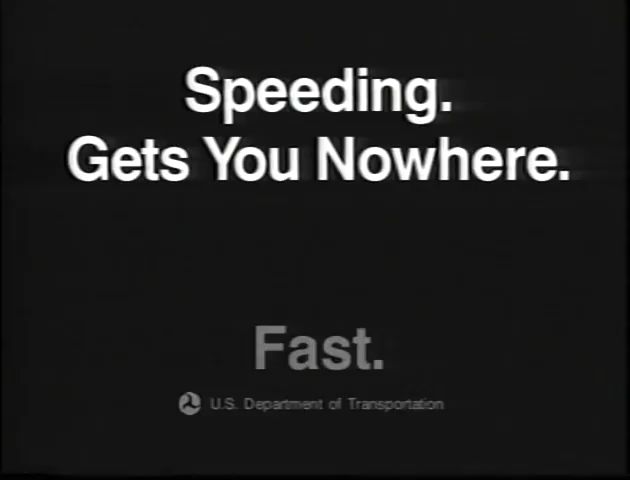 Speeding.
Gets You Nowhere.
Fast.
U.S. Department of Transportation